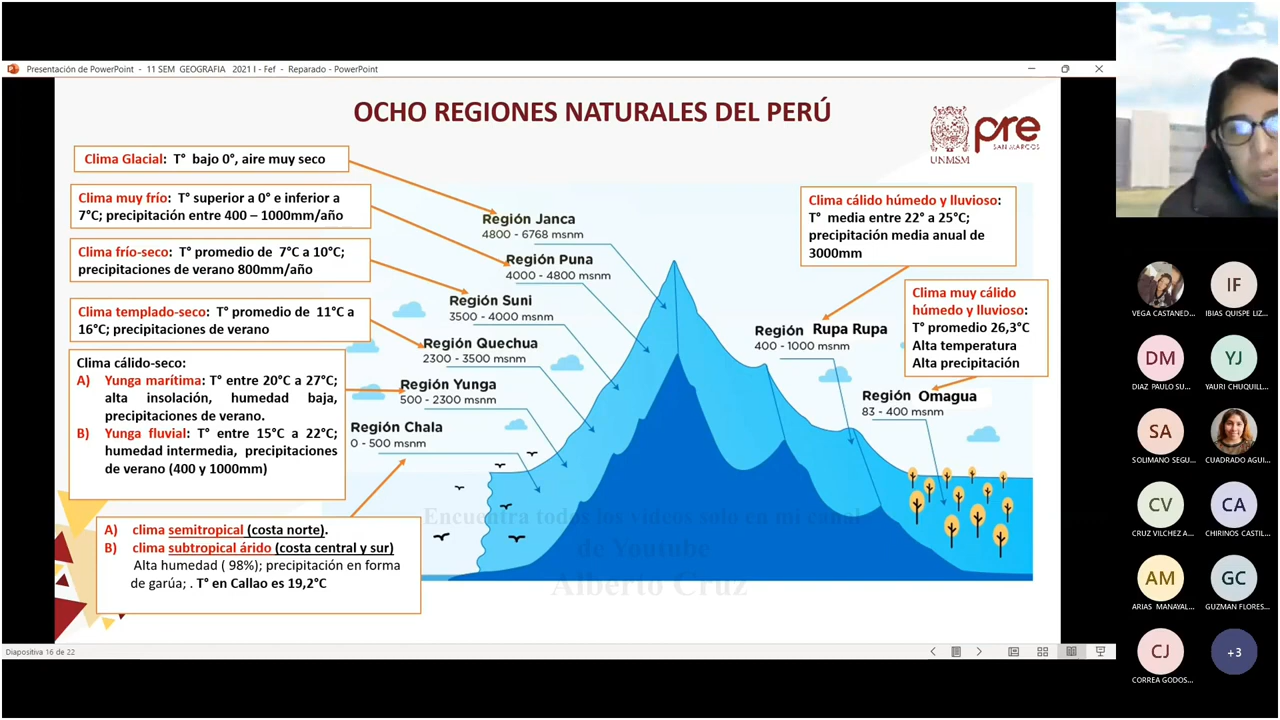 Presentación de PowerPoint - 11 SEM GEOGRAFIA 2021 I - Fef - Reparado - PowerPoint
OCHO REGIONES NATURALES DEL PERÚ
UNMSM
pre
SAN MARCOS
Clima Glacial: T° bajo 0°, aire muy seco
Clima muy frío: T° superior a 0° e inferior a
7°C; precipitación entre 400 – 1000mm/año
Clima frío-seco: T° promedio de 7°C a 10°C;
precipitaciones de verano 800mm/año
Clima templado-seco: T° promedio de 11°C a
16°C; precipitaciones de verano
Clima cálido-seco:
A) Yunga marítima: T° entre 20°C a 27°C;
alta insolación, humedad baja,
precipitaciones de verano.
B) Yunga fluvial: T° entre 15°C a 22°C;
humedad intermedia, precipitaciones
de verano (400 y 1000mm)
A) clima semitropical (costa norte).
B) clima subtropical árido (costa central y sur)
Alta humedad ( 98%); precipitación en forma
de garúa; . T° en Callao es 19,2°C
Región Janca
4800 - 6768 msnm
Región Puna
4000 - 4800 msnm
Región Suni
3500 - 4000 msnm
Región Quechua
2300 - 3500 msnm
Región Yunga
500 - 2300 msnm
Región Chala
0 - 500 msnm
Clima cálido húmedo y lluvioso:
T° media entre 22° a 25°C;
precipitación media anual de
3000mm
Clima muy cálido
húmedo y lluvioso:
T° promedio 26,3°C
Alta temperatura
Alta precipitación
Región Rupa Rupa
400 - 1000 msnm
Región Omagua
83 - 400 msnm
Encuentra todos los videos solo en mi canal
de Youtube
Alberto Cruz
Diapositiva 16 de 22
VEGA CASTANED...
IF
IBIAS QUISPE LIZ...
DM
DIAZ PAULO SU...
YJ
YAURI CHUQUILL...
SA
SOLIMANO SEGU...
CUADRADO AGUI...
CV
CRUZ VILCHEZ A...
CA
CHIRINOS CASTIL...
AM
ARIAS MANAYAL...
GC
GUZMAN FLORES...
CJ
CORREA GODOS...
+3